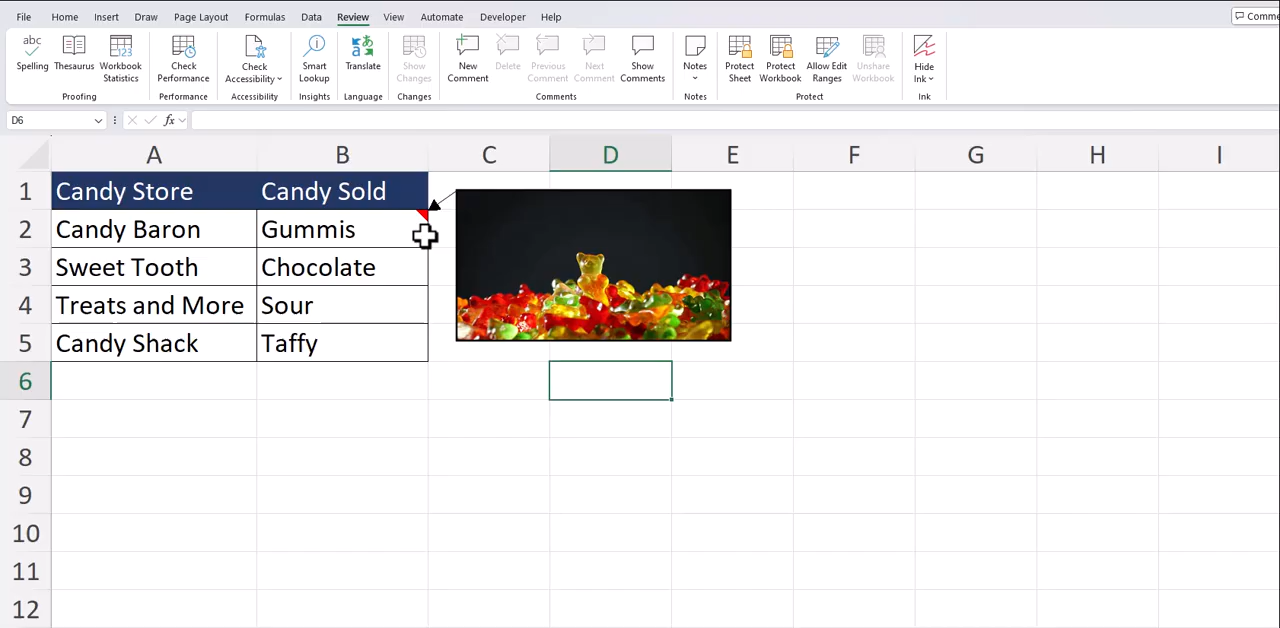 File Home Insert Draw Page Layout Formulas Data Review View Automate Developer Help
Spelling Thesaurus Workbook Statistics Check Performance Check Accessibility Smart Lookup Translate Show Changes New Comment Delete Previous Comment Next Comment Show Comments Notes Protect Sheet Protect Workbook Allow Edit Ranges Unshare Workbook Hide Ink
abc 123
Proofing Performance Accessibility Insights Language Changes Comments Notes Protect Ink
D6 fx
A B C D E F G H I
1 Candy Store Candy Sold
2 Candy Baron Gummis
3 Sweet Tooth Chocolate
4 Treats and More Sour
5 Candy Shack Taffy
6
7
8
9
10
11
12